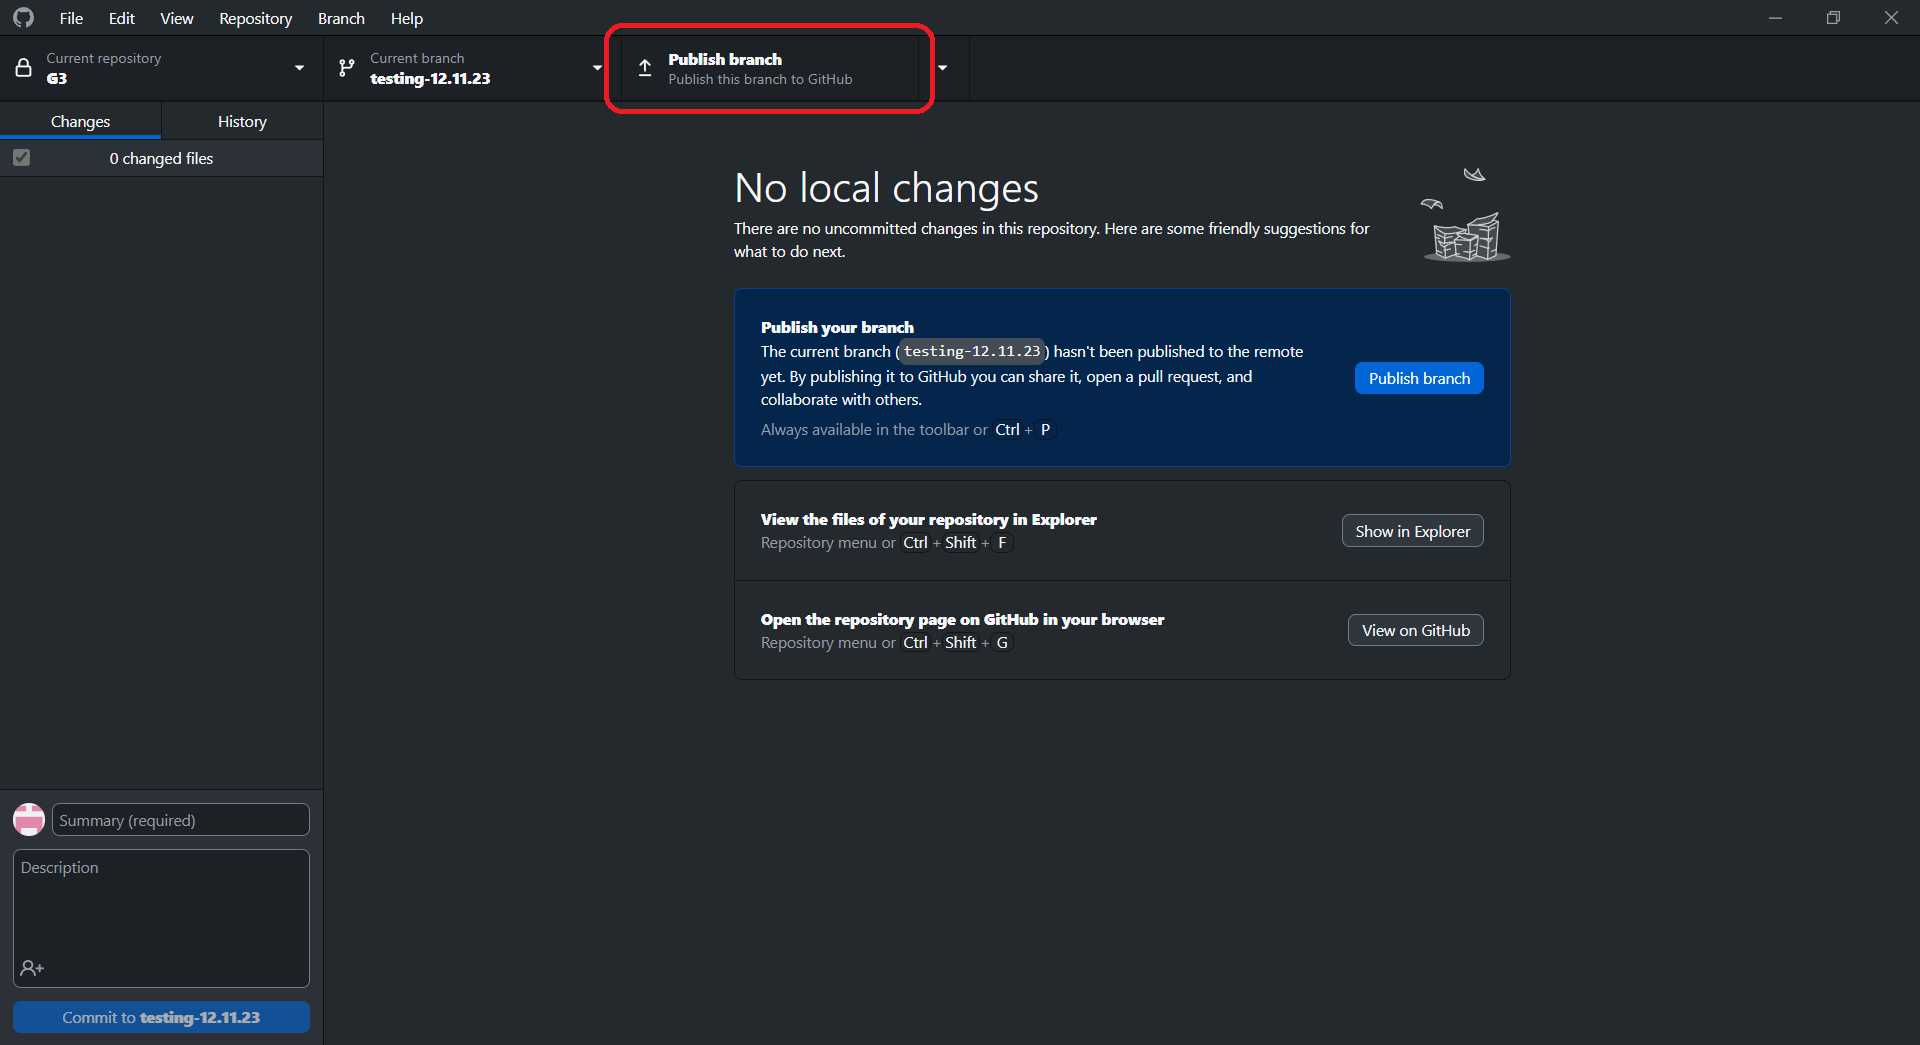 File Edit View Repository Branch Help
Current repository
G3
Current branch
testing-12.11.23
Publish branch
Publish this branch to GitHub
Changes
History
0 changed files
No local changes
There are no uncommitted changes in this repository. Here are some friendly suggestions for
what to do next.
Publish your branch
The current branch (testing-12.11.23) hasn't been published to the remote
yet. By publishing it to GitHub you can share it, open a pull request, and
collaborate with others.
Always available in the toolbar or Ctrl + P
Publish branch
View the files of your repository in Explorer
Repository menu or Ctrl + Shift + F
Show in Explorer
Open the repository page on GitHub in your browser
Repository menu or Ctrl + Shift + G
View on GitHub
Summary (required)
Description
Commit to testing-12.11.23